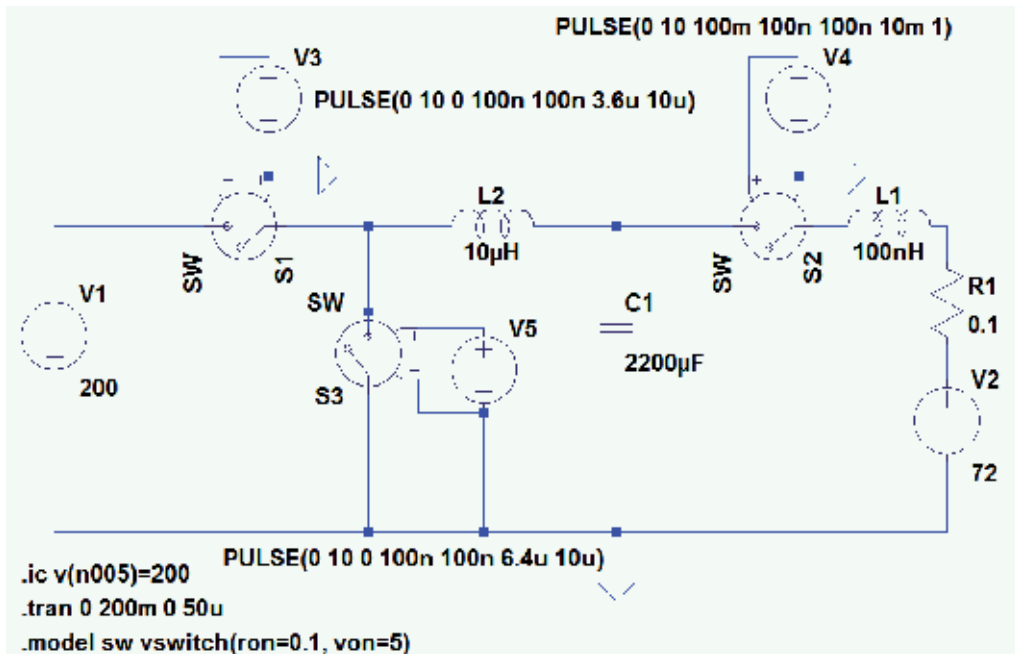 PULSE(0 10 100m 100n 100n 10m 1)
V3
V4
PULSE(0 10 0 100n 100n 3.6u 10u)
L2
L1
10µH
100nH
SW
S1
SW
S2
V1
SW
V5
C1
R1
0.1
2200µF
V2
200
S3
72
PULSE(0 10 0 100n 100n 6.4u 10u)
.ic v(n005)=200
.tran 0 200m 0 50u
.model sw vswitch(ron=0.1, von=5)